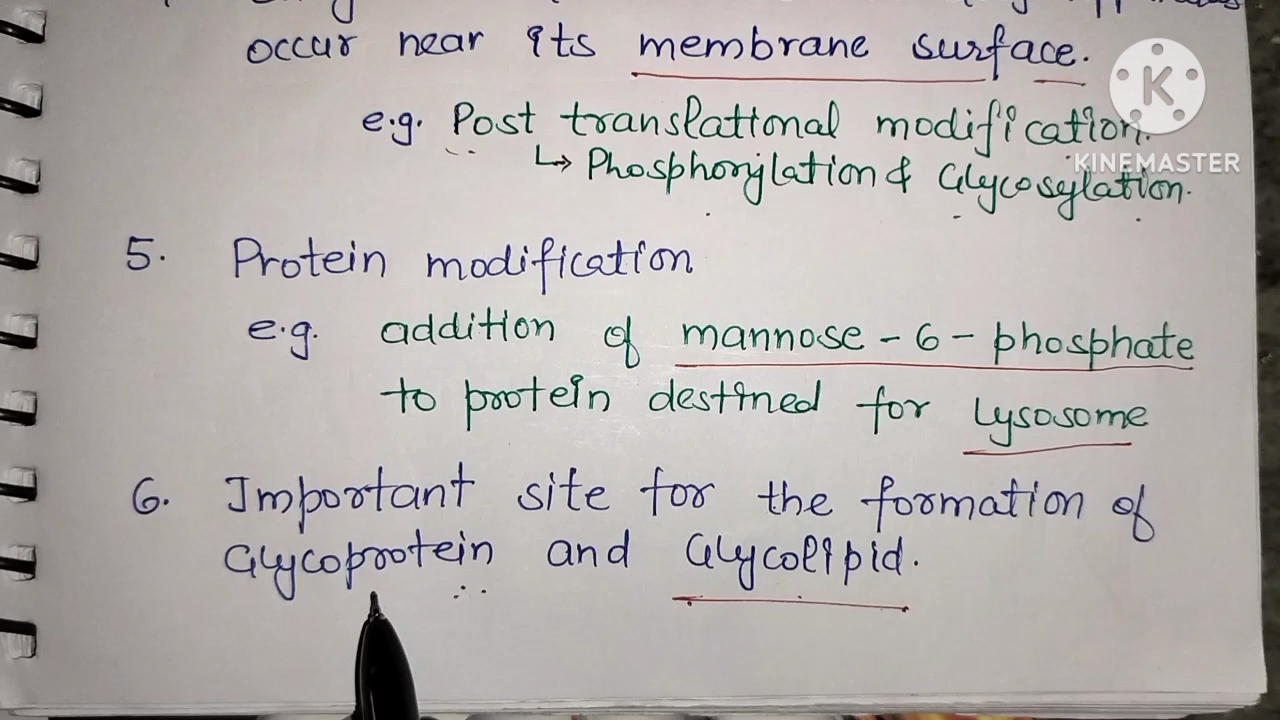 occur near its membrane surface.
e.g. Post translational modification.
↳ Phosphorylation & Glycosylation.
5. Protein modification
e.g. addition of mannose - 6 - phosphate
to protein destined for Lysosome
6. Important site for the formation of
Glycoprotein and Glycolipid.
K
KINEMASTER